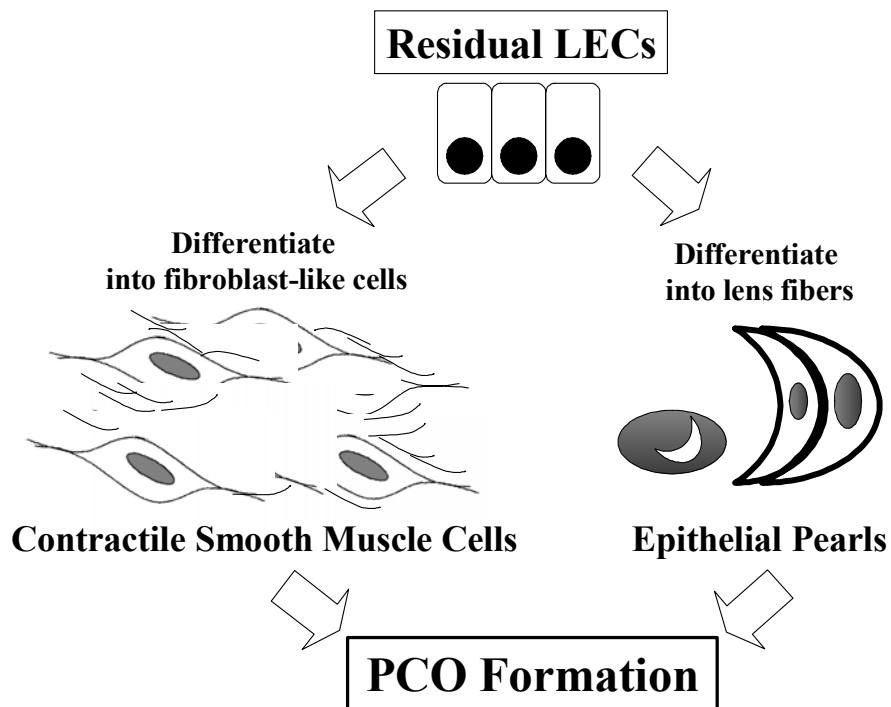 Residual LECs
Differentiate
into fibroblast-like cells
Differentiate
into lens fibers
Contractile Smooth Muscle Cells
Epithelial Pearls
PCO Formation